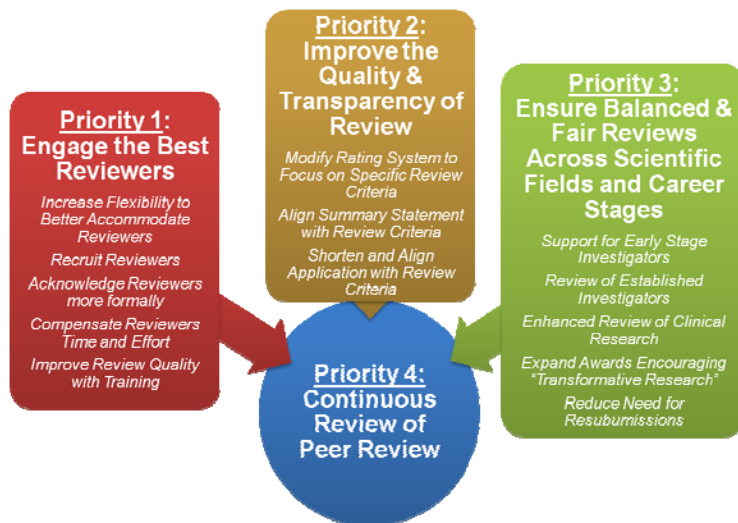 Priority 1:
Engage the Best
Reviewers
Increase Flexibility to
Better Accommodate
Reviewers
Recruit Reviewers
Acknowledge Reviewers
more formally
Compensate Reviewers
Time and Effort
Improve Review Quality
with Training
Priority 2:
Improve the
Quality &
Transparency of
Review
Modify Rating System to
Focus on Specific Review
Criteria
Align Summary Statement
with Review Criteria
Shorten and Align
Application with Review
Criteria
Priority 3:
Ensure Balanced &
Fair Reviews
Across Scientific
Fields and Career
Stages
Support for Early Stage
Investigators
Review of Established
Investigators
Enhanced Review of Clinical
Research
Expand Awards Encouraging
"Transformative Research"
Reduce Need for
Resuburnissions
Priority 4:
Continuous
Review of
Peer Review